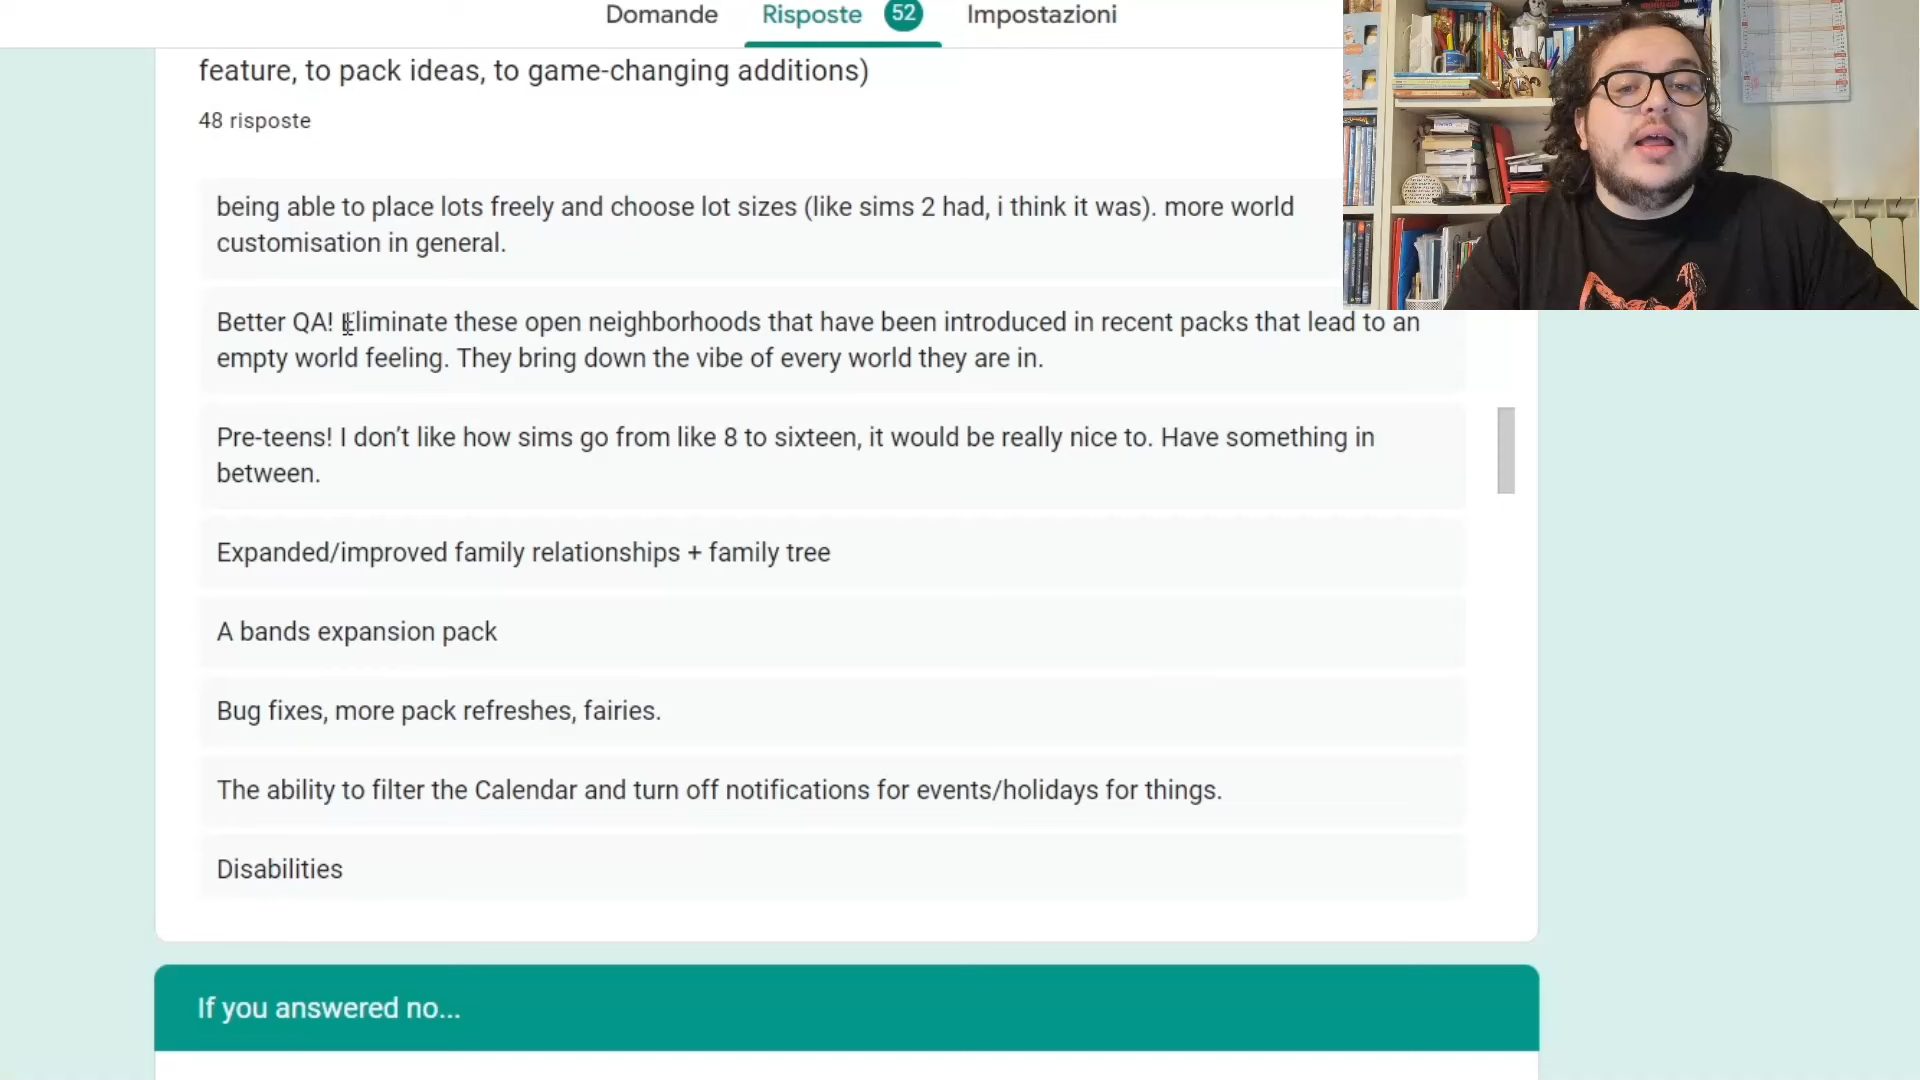 Domande
Risposte
52
Impostazioni
feature, to pack ideas, to game-changing additions)
48 risposte
being able to place lots freely and choose lot sizes (like sims 2 had, i think it was). more world
customisation in general.
Better QA! Eliminate these open neighborhoods that have been introduced in recent packs that lead to an
empty world feeling. They bring down the vibe of every world they are in.
Pre-teens! I don’t like how sims go from like 8 to sixteen, it would be really nice to. Have something in
between.
Expanded/improved family relationships + family tree
A bands expansion pack
Bug fixes, more pack refreshes, fairies.
The ability to filter the Calendar and turn off notifications for events/holidays for things.
Disabilities
If you answered no...